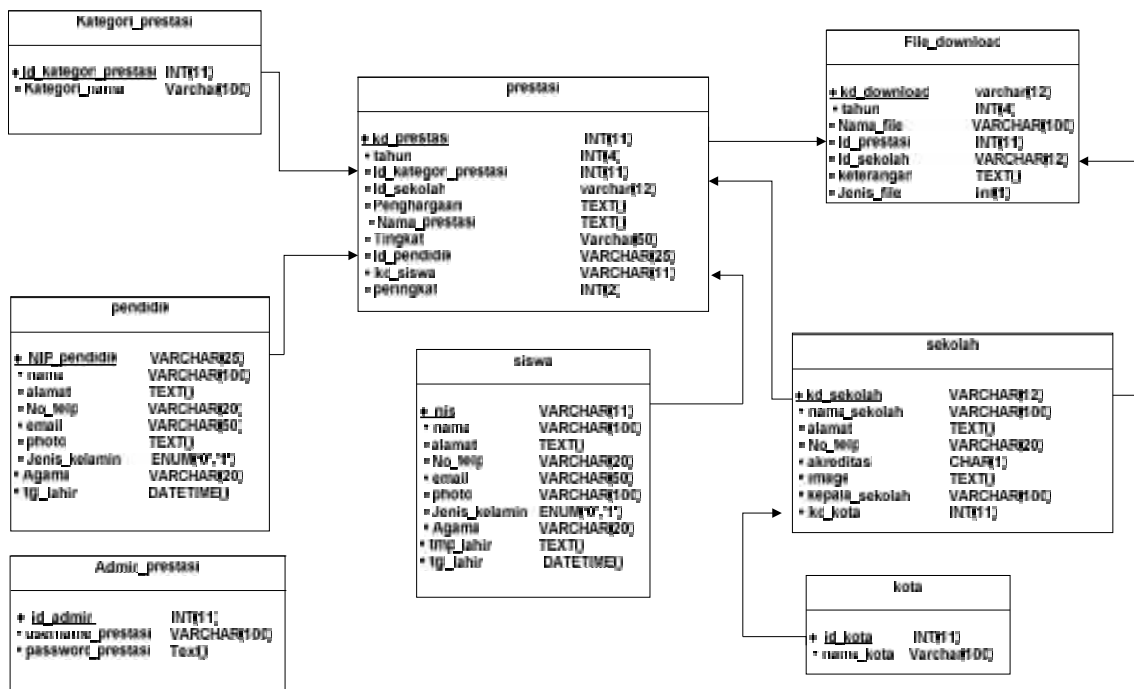 Kategori_prestasi
* Id_kategori_prestasi INT(11)
Kategori_nama Varchar(100)
prestasi
* kd_prestasi INT(11)
* tahun INT(4)
Id_kategori_prestasi INT(11)
Id_sekolah varchar(12)
Penghargaan TEXT()
Nama_prestasi TEXT()
Tingkat Varchar(50)
Id_pendidik VARCHAR(25)
* kd_siswa VARCHAR(11)
peringkat INT(2)
File_download
* kd_download varchar(12)
* tahun INT(4)
Nama_file VARCHAR(100)
Id_prestasi INT(11)
Id_sekolah VARCHAR(12)
keterangan TEXT()
Jenis_file int(1)
pendidik
* NIP_pendidik VARCHAR(25)
* nama VARCHAR(100)
alamat TEXT()
No_telp VARCHAR(20)
* email VARCHAR(50)
photo TEXT()
Jenis_kelamin ENUM("0","1")
* Agama VARCHAR(20)
* tgl_lahir DATETIME()
siswa
* nis VARCHAR(11)
* nama VARCHAR(100)
alamat TEXT()
No_telp VARCHAR(20)
* email VARCHAR(50)
photo VARCHAR(100)
Jenis_kelamin ENUM("0","1")
* Agama VARCHAR(20)
* tmp_lahir TEXT()
* tgl_lahir DATETIME()
sekolah
* kd_sekolah VARCHAR(12)
* nama_sekolah VARCHAR(100)
alamat TEXT()
No_telp VARCHAR(20)
akreditasi CHAR(1)
* image TEXT()
* kepala_sekolah VARCHAR(100)
* kd_kota INT(11)
Admin_prestasi
* id_admin INT(11)
* username_prestasi VARCHAR(100)
* password_prestasi Text()
kota
* id_kota INT(11)
* nama_kota Varchar(100)